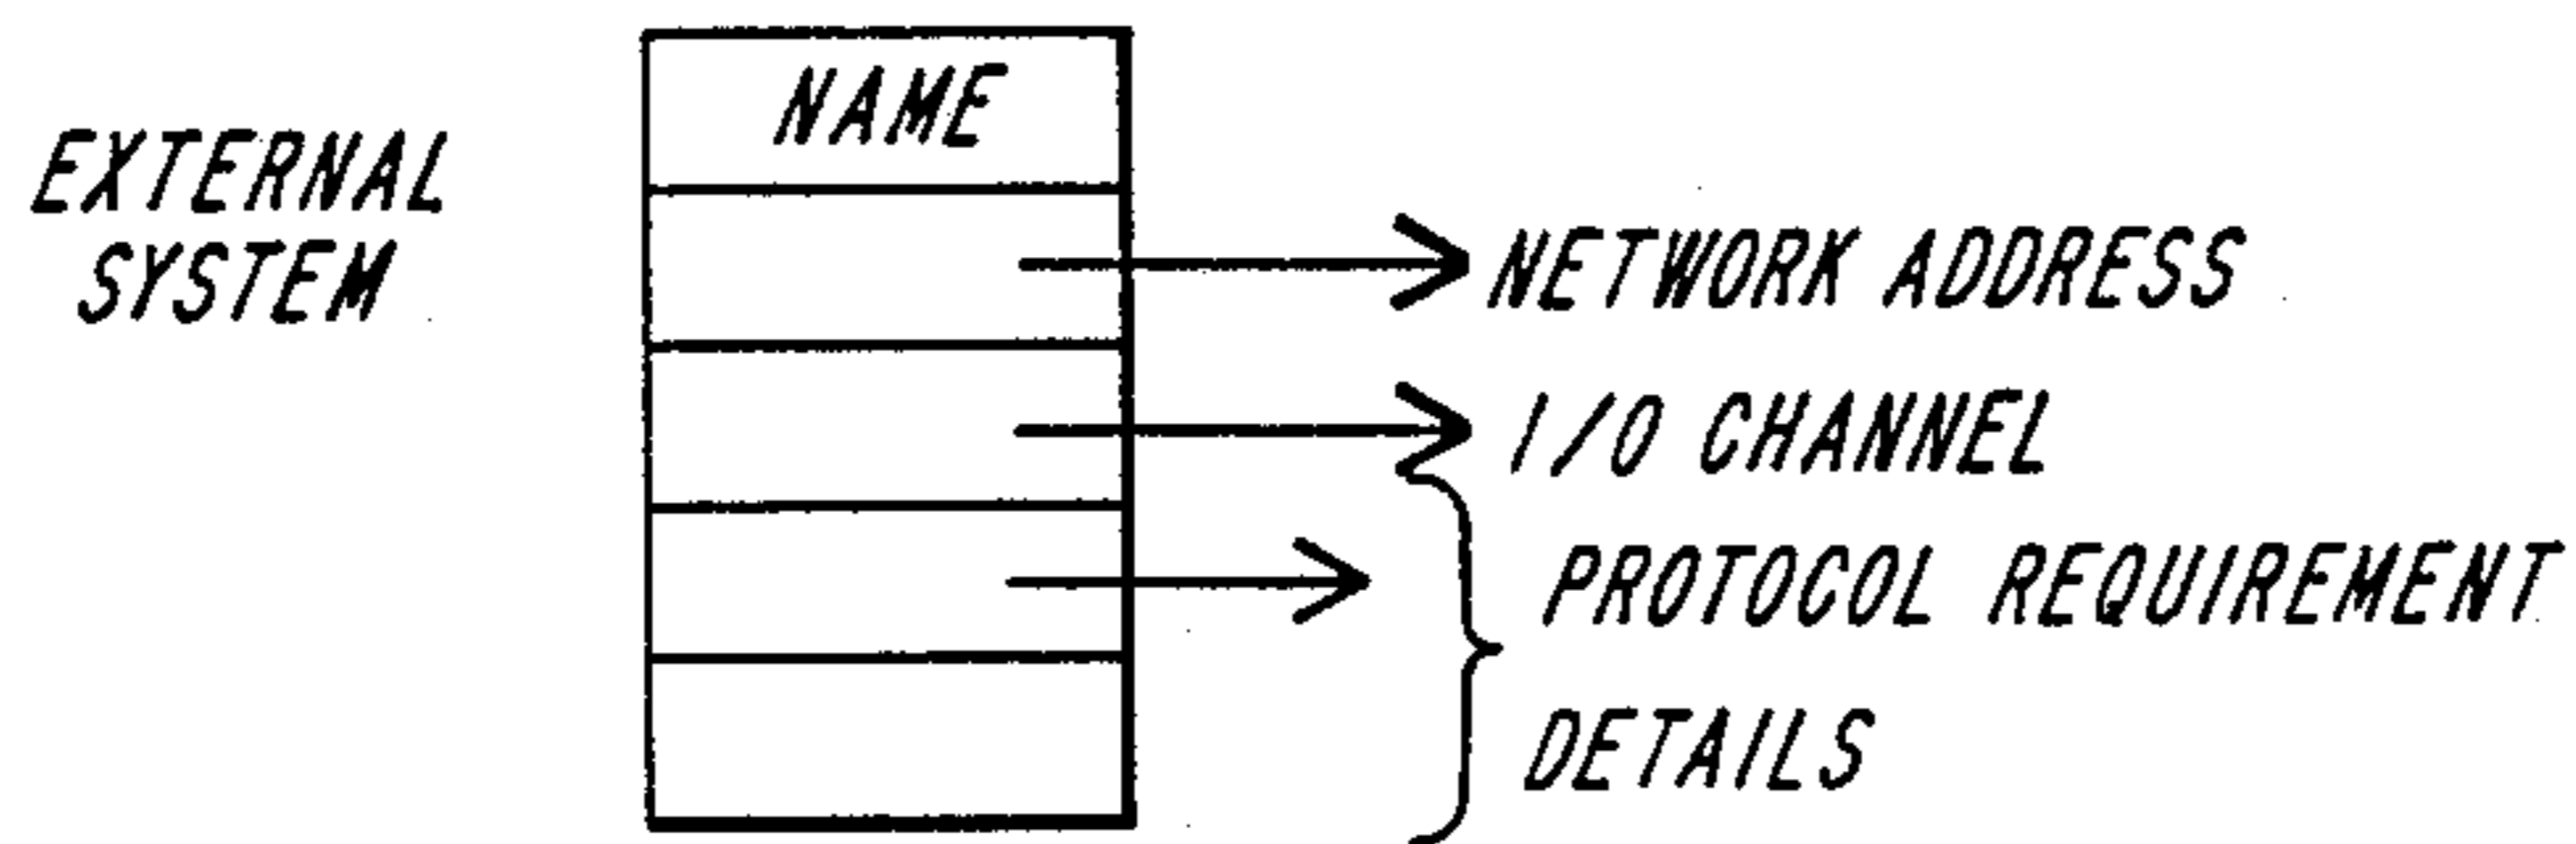 EXTERNAL
SYSTEM
NAME
NETWORK ADDRESS
I/O CHANNEL
PROTOCOL REQUIREMENT
DETAILS